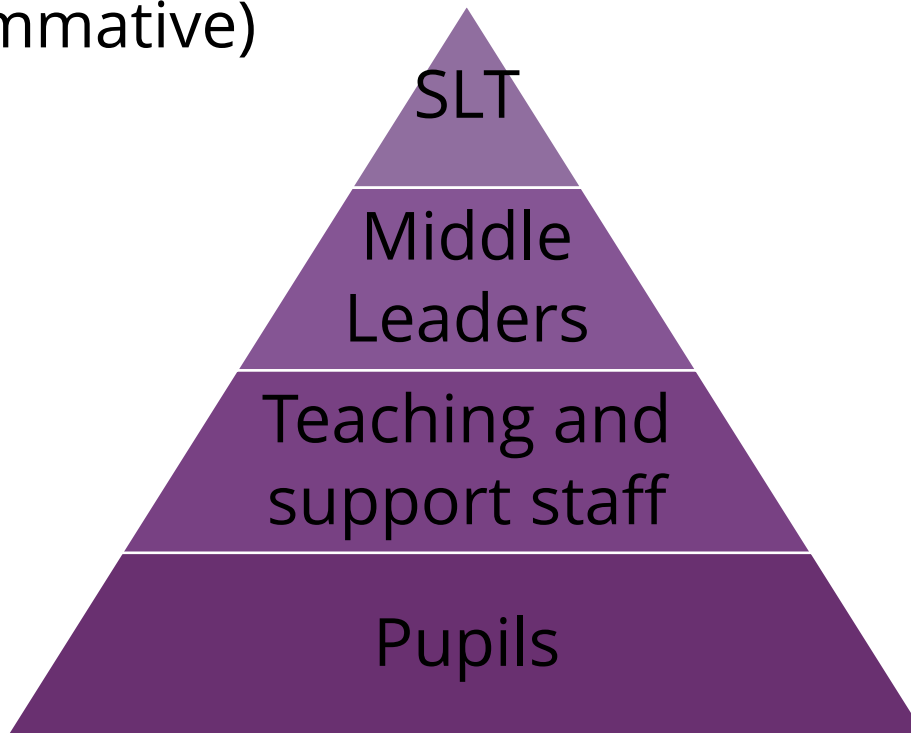 mmative)
SLT
Middle
Leaders
Teaching and
support staff
Pupils